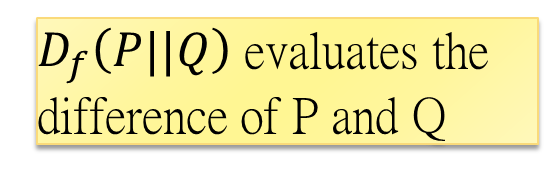 D_f(P||Q) evaluates the
difference of P and Q